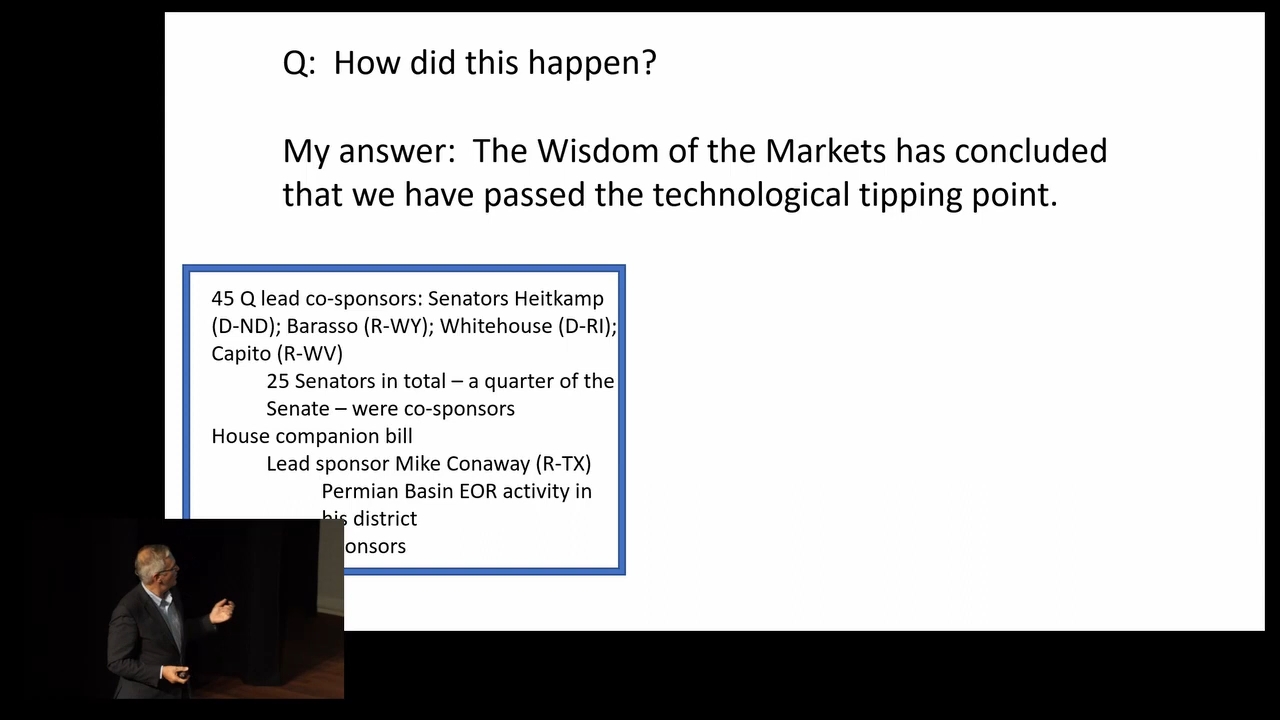 Q: How did this happen?
My answer: The Wisdom of the Markets has concluded
that we have passed the technological tipping point.
45 Q lead co-sponsors: Senators Heitkamp
(D-ND); Barasso (R-WY); Whitehouse (D-RI);
Capito (R-WV)
25 Senators in total – a quarter of the
Senate – were co-sponsors
House companion bill
Lead sponsor Mike Conaway (R-TX)
Permian Basin EOR activity in
his district